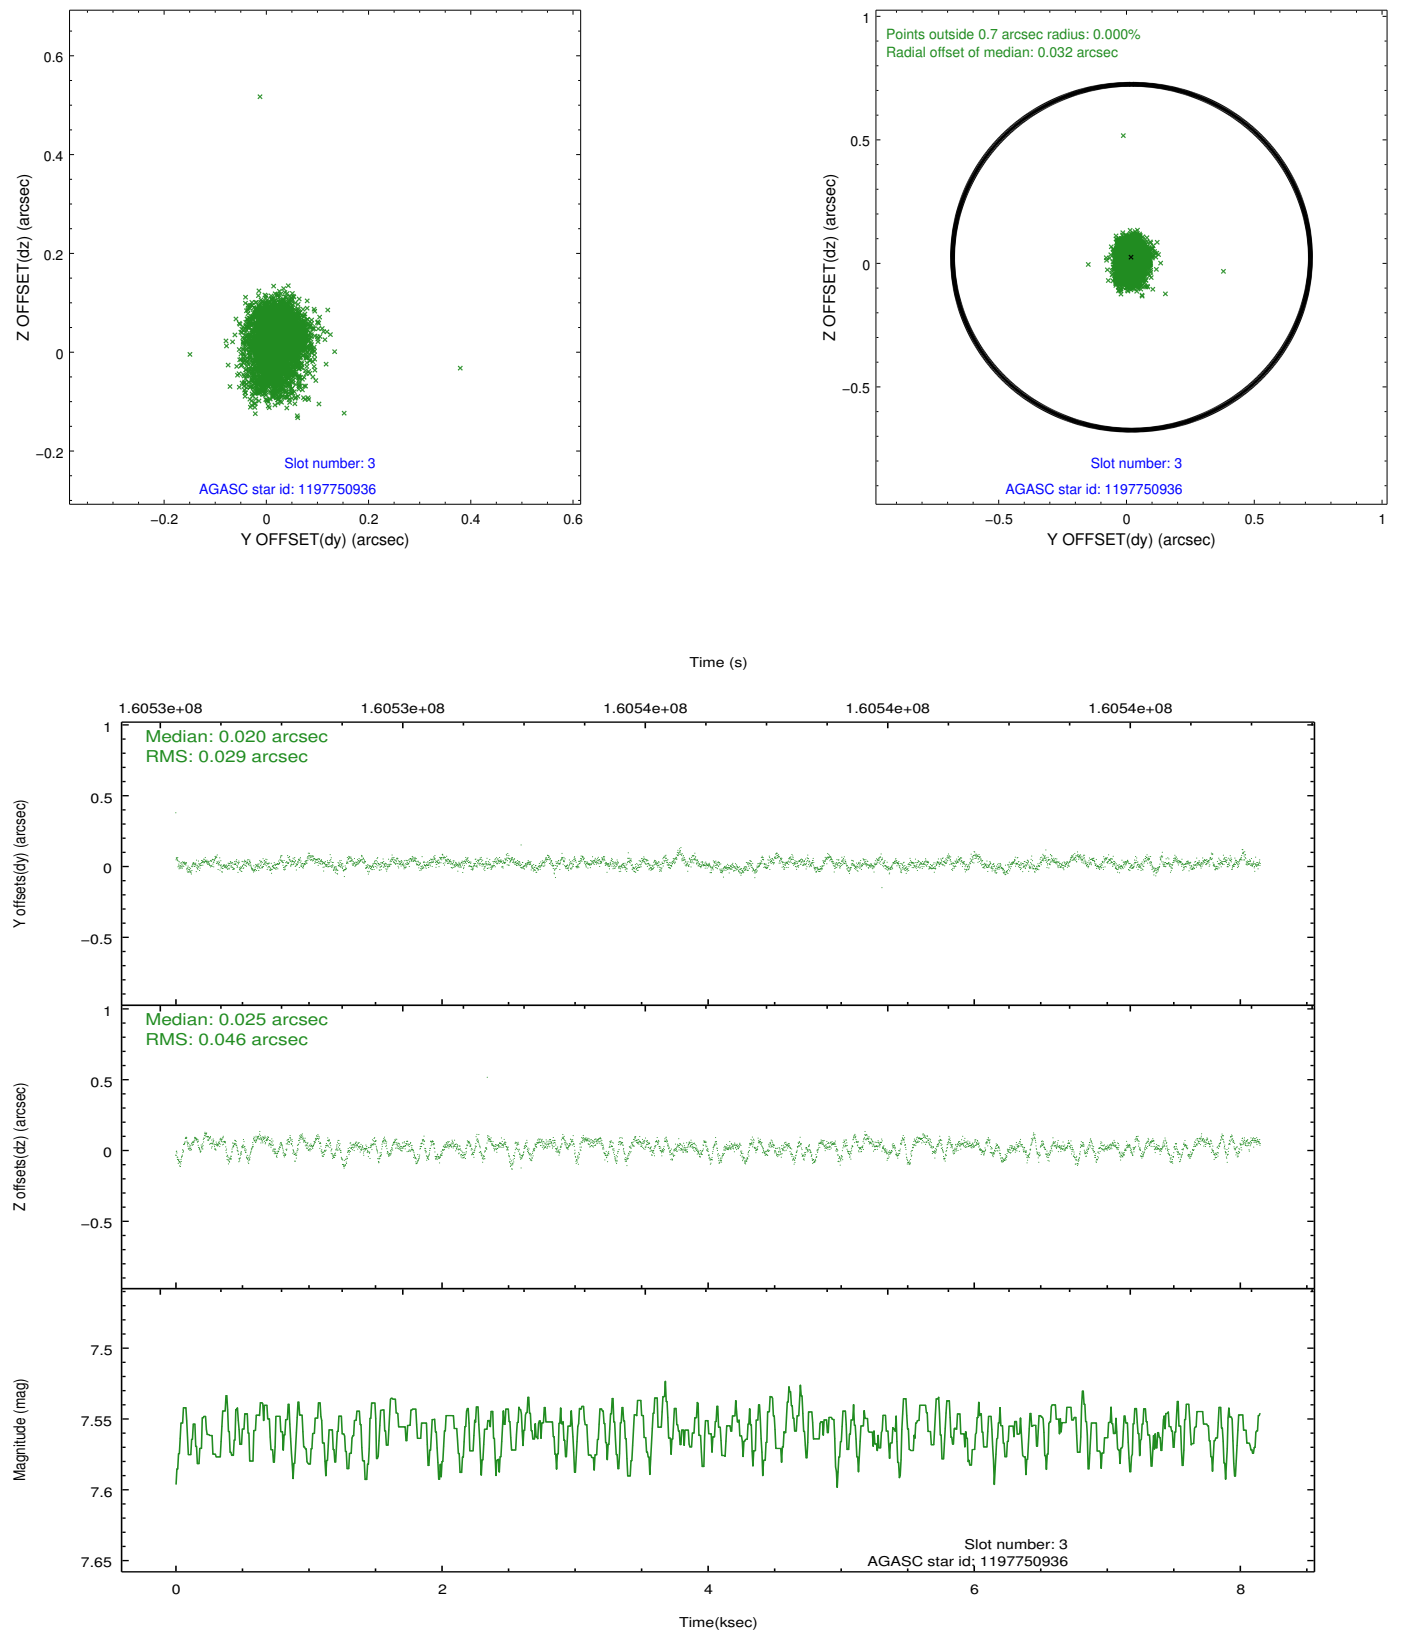 0.6
0.4
0.2
0
−0.2
Z OFFSET(dz) (arcsec)
Slot number: 3
AGASC star id: 1197750936
−0.2 0 0.2 0.4 0.6
Y OFFSET(dy) (arcsec)
Points outside 0.7 arcsec radius: 0.000%
Radial offset of median: 0.032 arcsec
1
0.5
0
−0.5
Z OFFSET(dz) (arcsec)
Slot number: 3
AGASC star id: 1197750936
−0.5 0 0.5 1
Y OFFSET(dy) (arcsec)
Time (s)
1.6053e+08 1.6053e+08 1.6054e+08 1.6054e+08 1.6054e+08
Median: 0.020 arcsec
RMS: 0.029 arcsec
1
0.5
0
−0.5
Y offsets(dy) (arcsec)
Median: 0.025 arcsec
RMS: 0.046 arcsec
1
0.5
0
−0.5
Z offsets(dz) (arcsec)
7.5
7.55
7.6
7.65
Magnitude (mag)
Slot number: 3
AGASC star id: 1197750936
0 2 4 6 8
Time(ksec)